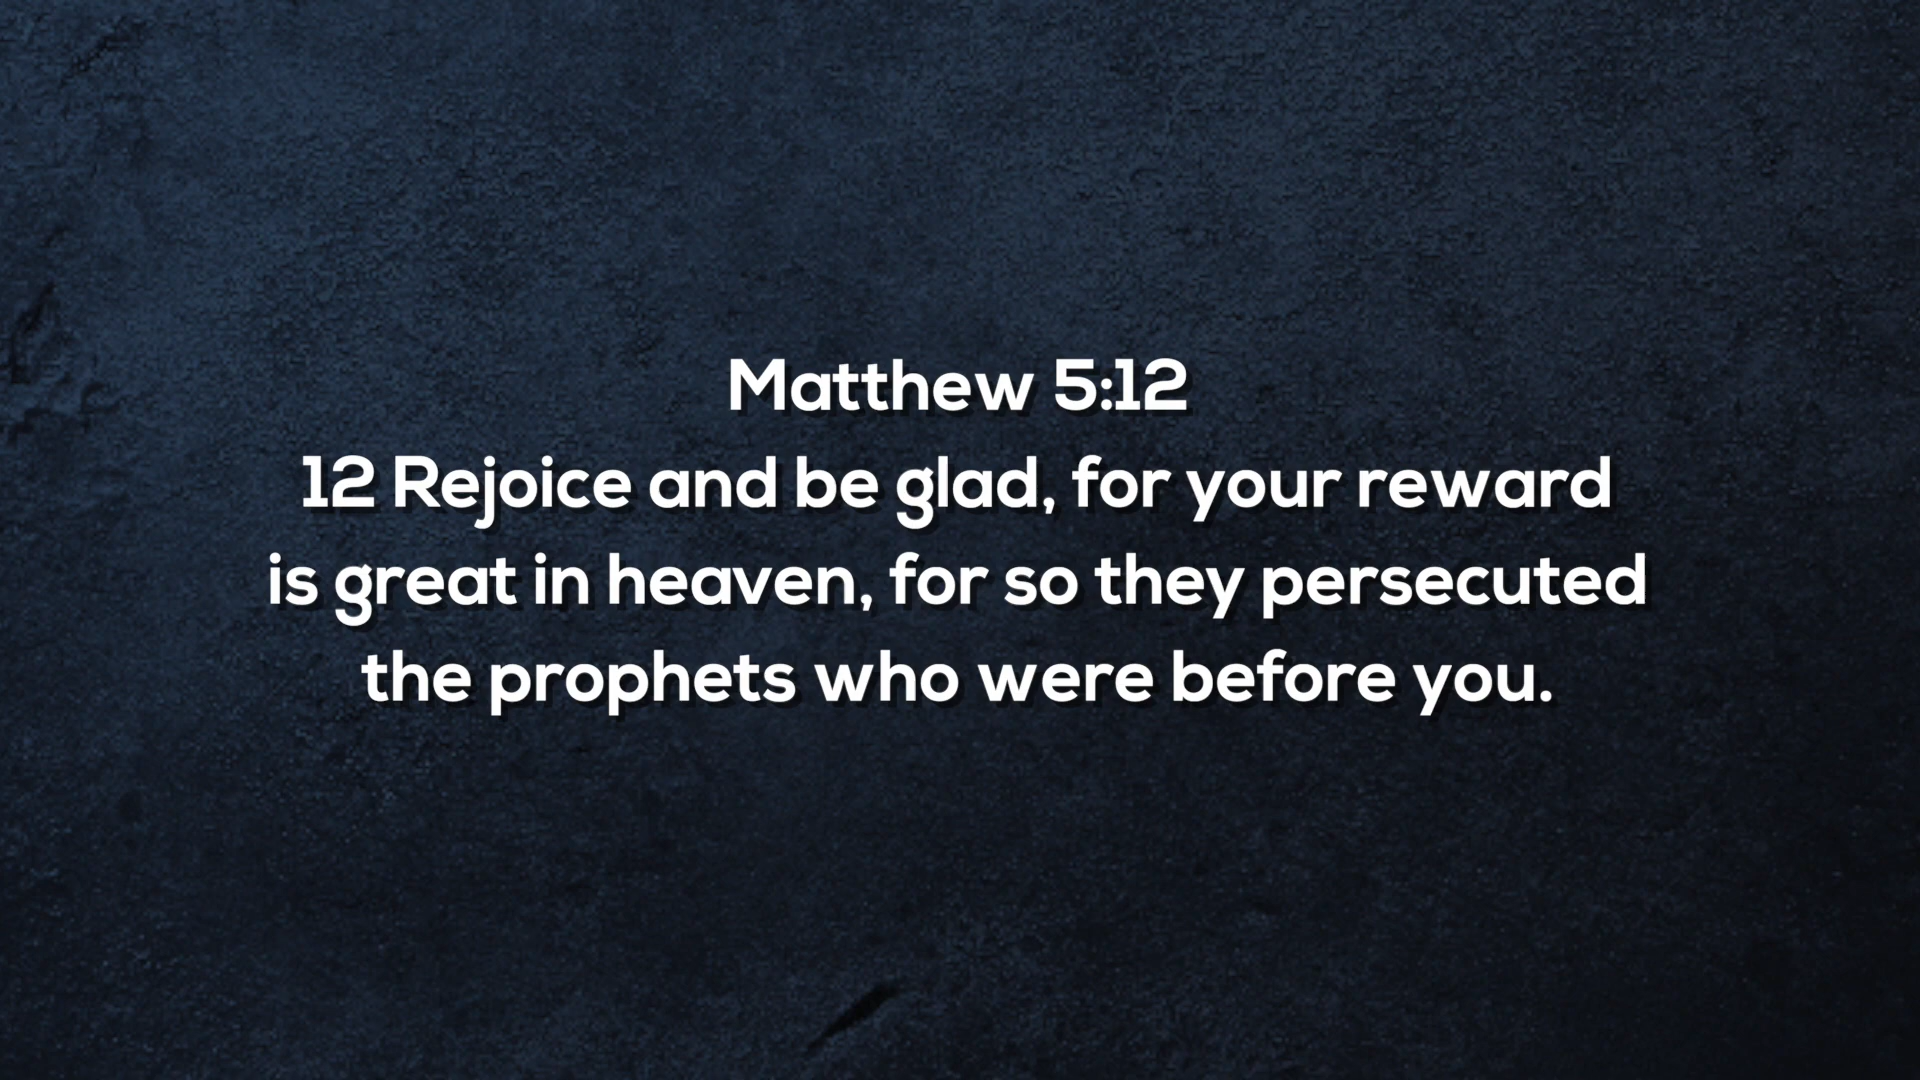 Matthew 5:12
12 Rejoice and be glad, for your reward
is great in heaven, for so they persecuted
the prophets who were before you.